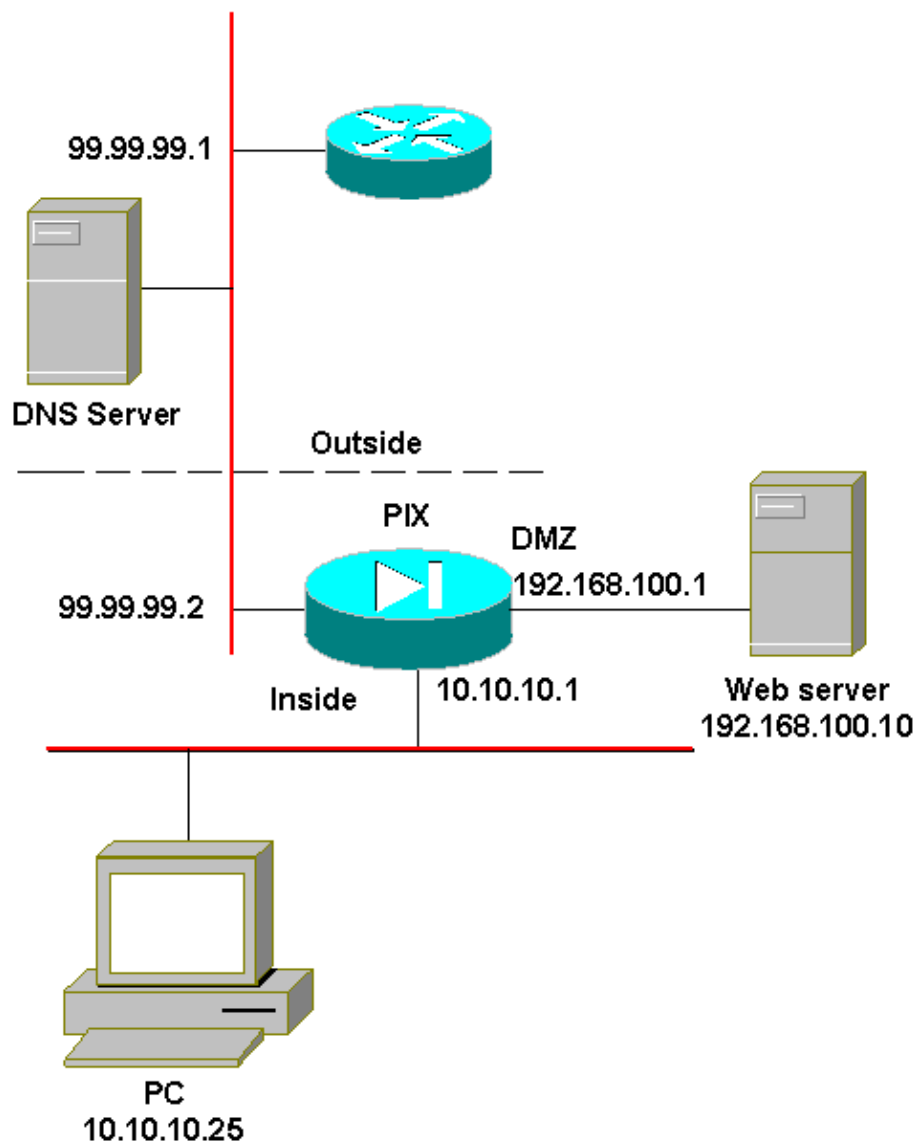 99.99.99.1
DNS Server
Outside
PIX
DMZ
192.168.100.1
99.99.99.2
Inside
10.10.10.1
Web server
192.168.100.10
PC
10.10.10.25